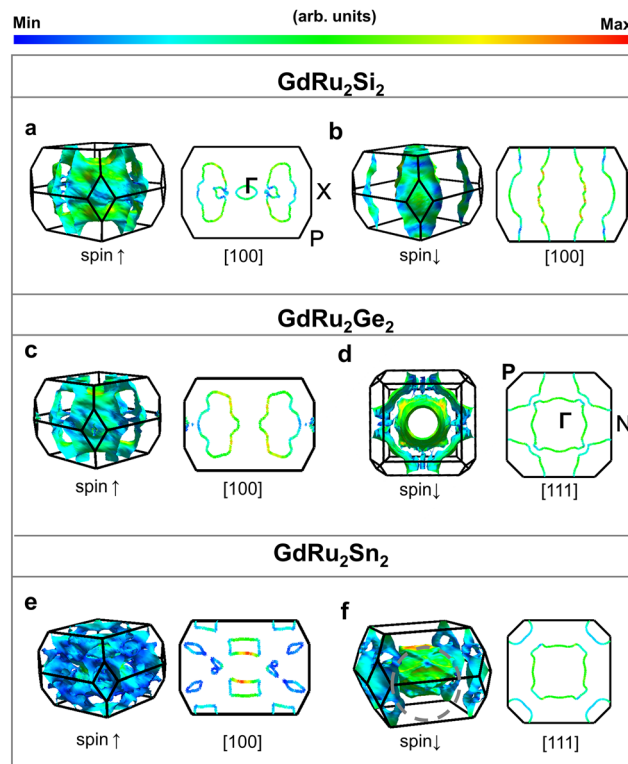 Min (arb. units) Max
GdRu₂Si₂
a b
Γ X P
spin ↑ [100] spin↓ [100]
GdRu₂Ge₂
c d
P Γ N
spin ↑ [100] spin↓ [111]
GdRu₂Sn₂
e f
spin ↑ [100] spin↓ [111]